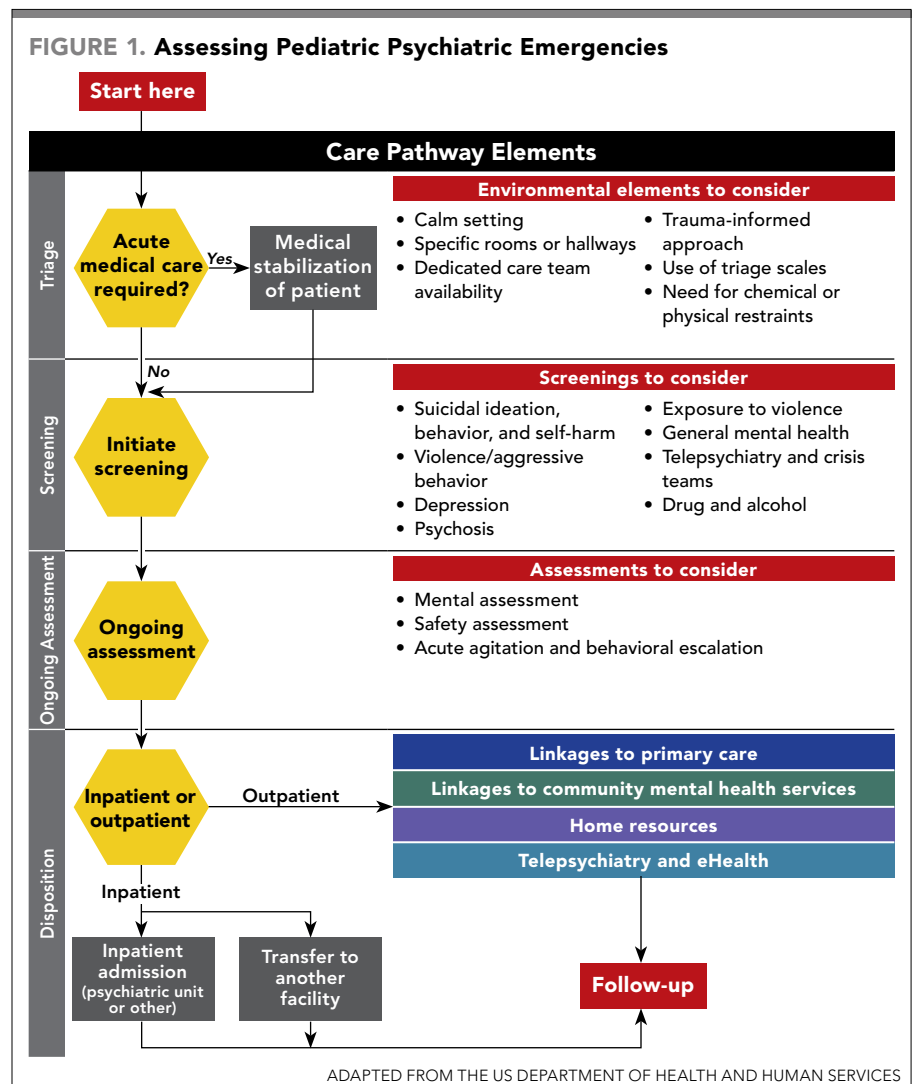 FIGURE 1. Assessing Pediatric Psychiatric Emergencies
Start here
Care Pathway Elements
Triage
Acute
medical care
required?
Yes
Medical
stabilization
of patient
No
Environmental elements to consider
• Calm setting
• Specific rooms or hallways
• Dedicated care team
availability
• Trauma-informed
approach
• Use of triage scales
• Need for chemical or
physical restraints
Screening
Initiate
screening
Screenings to consider
• Suicidal ideation,
behavior, and self-harm
• Violence/aggressive
behavior
• Depression
• Psychosis
• Exposure to violence
• General mental health
• Telepsychiatry and crisis
teams
• Drug and alcohol
Ongoing Assessment
Ongoing
assessment
Assessments to consider
• Mental assessment
• Safety assessment
• Acute agitation and behavioral escalation
Disposition
Inpatient or
outpatient
Outpatient
Linkages to primary care
Linkages to community mental health services
Home resources
Telepsychiatry and eHealth
Inpatient
Inpatient
admission
(psychiatric unit
or other)
Transfer to
another
facility
Follow-up
ADAPTED FROM THE US DEPARTMENT OF HEALTH AND HUMAN SERVICES